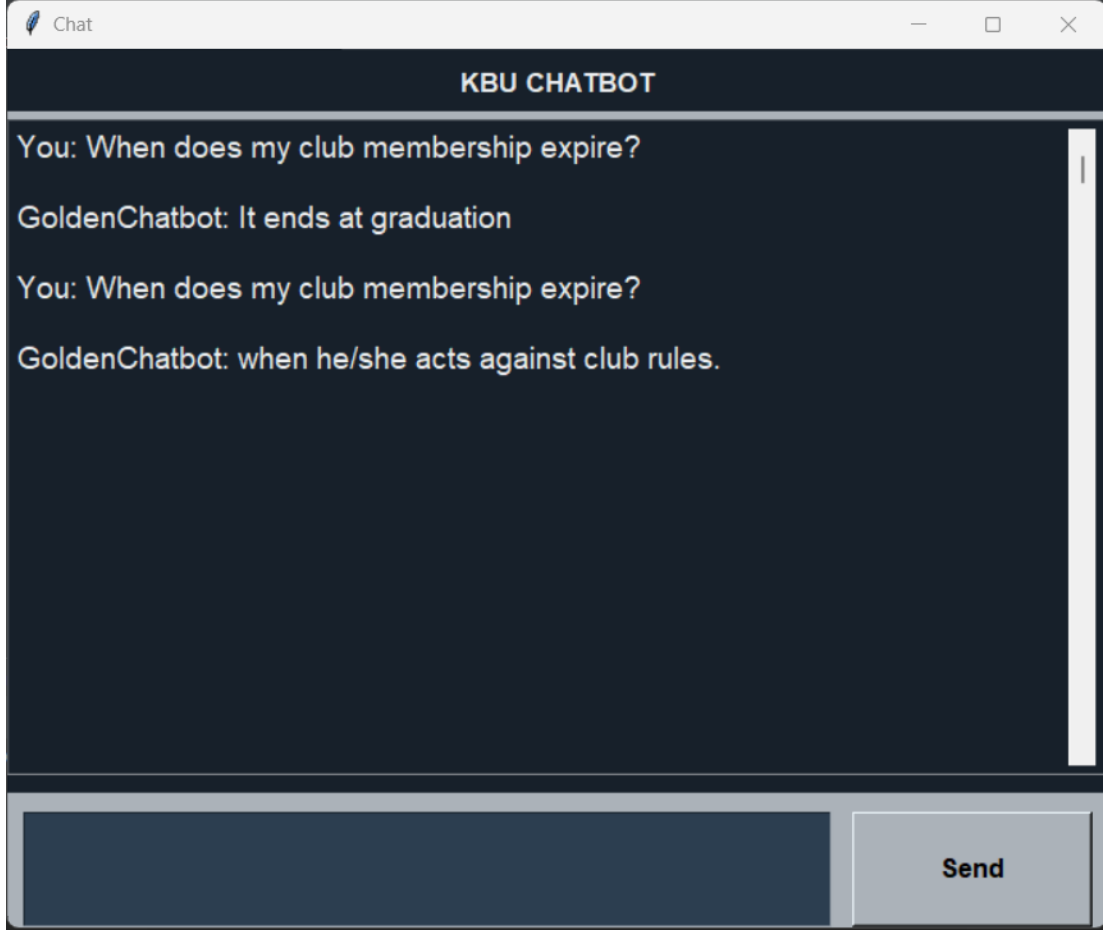 Chat
KBU CHATBOT
You: When does my club membership expire?
GoldenChatbot: It ends at graduation
You: When does my club membership expire?
GoldenChatbot: when he/she acts against club rules.
Send